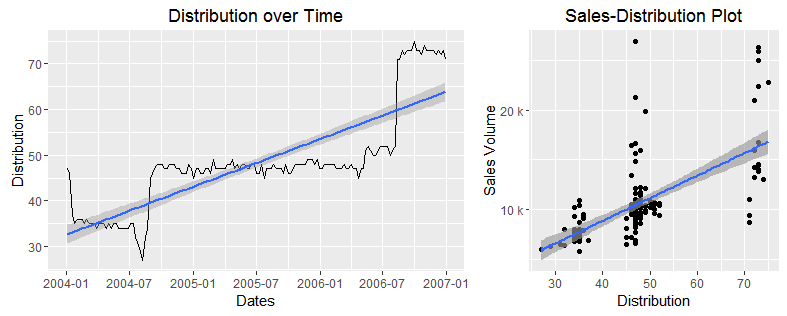 Distribution over Time
Distribution
70
60
50
40
30
2004-01
2004-07
2005-01
2005-07
2006-01
2006-07
2007-01
Dates
Sales-Distribution Plot
Sales Volume
20 k
10 k
30
40
50
60
70
Distribution